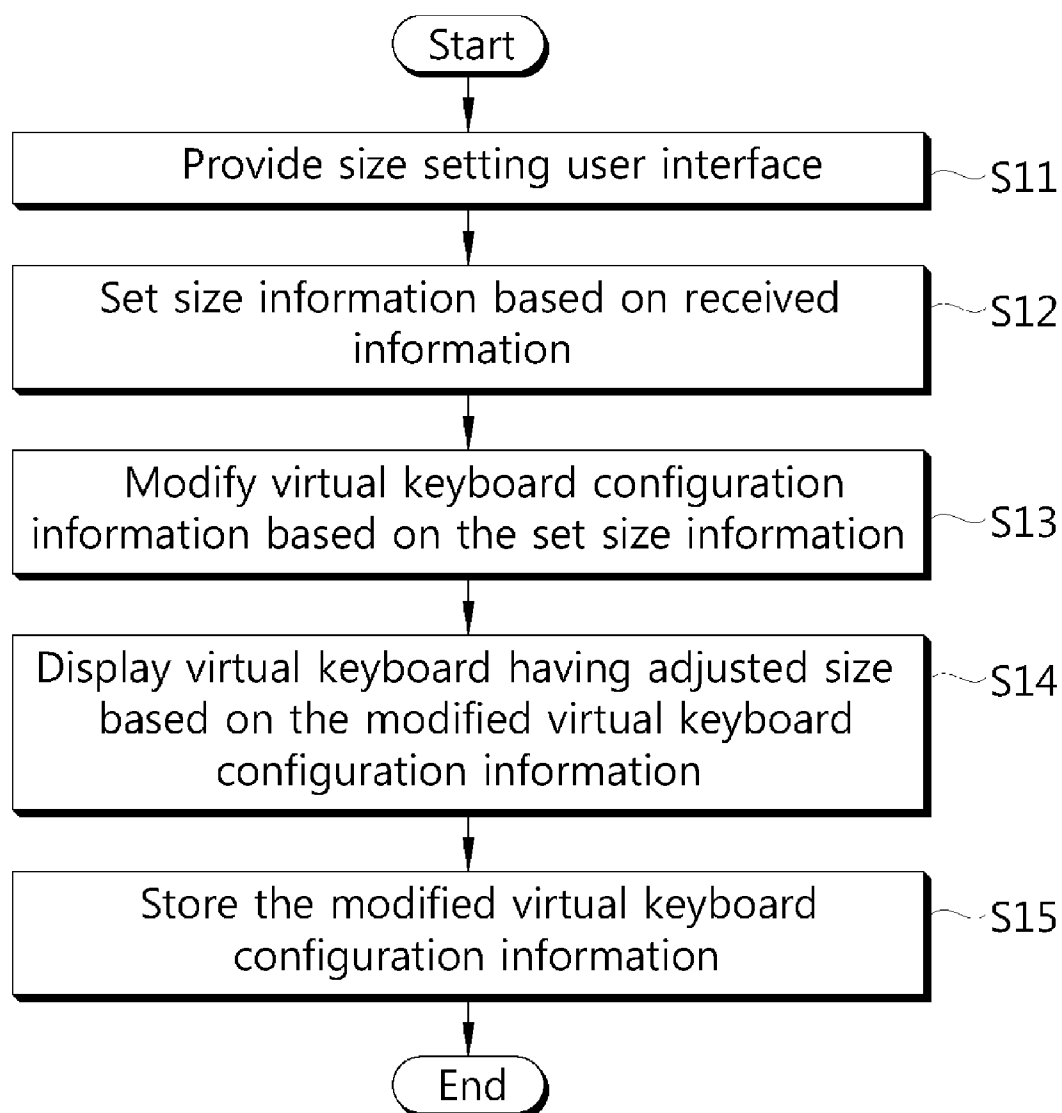 Start
Provide size setting user interface
S11
Set size information based on received
information
S12
Modify virtual keyboard configuration
information based on the set size information
S13
Display virtual keyboard having adjusted size
based on the modified virtual keyboard
configuration information
S14
Store the modified virtual keyboard
configuration information
S15
End